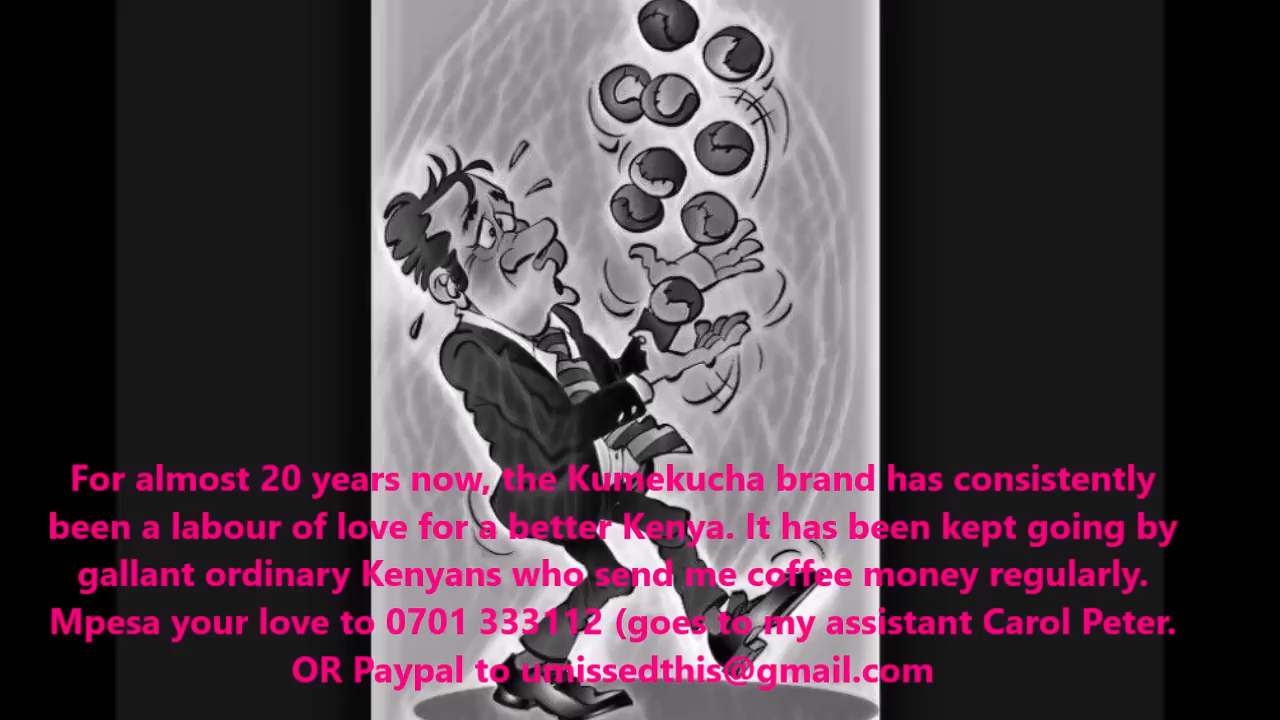 For almost 20 years now, the Kumekucha brand has consistently
been a labour of love for a better Kenya. It has been kept going by
gallant ordinary Kenyans who send me coffee money regularly.
Mpesa your love to 0701 333112 (goes to my assistant Carol Peter.
OR Paypal to umissedthis@gmail.com